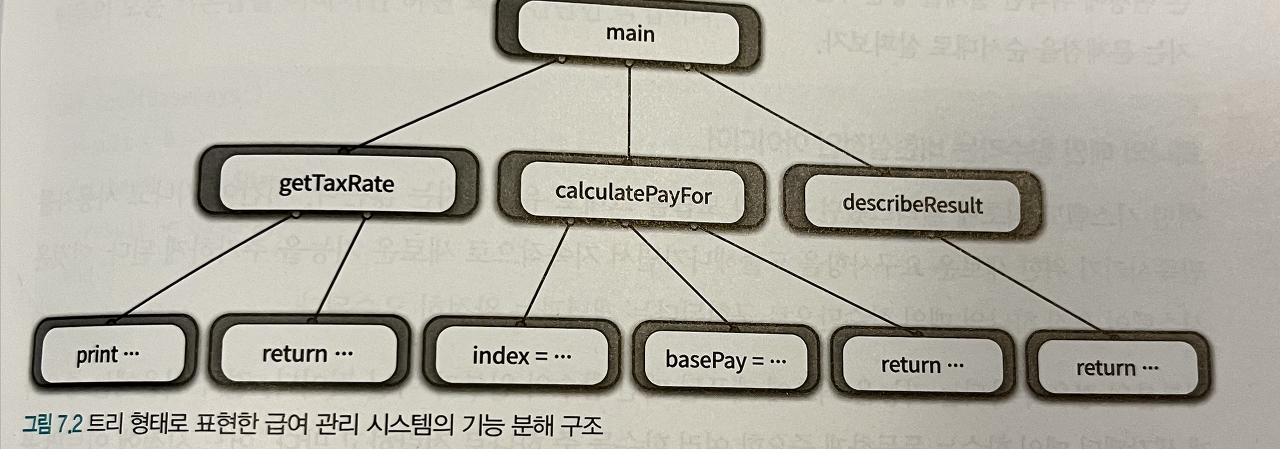 main
getTaxRate
calculatePayFor
describeResult
print ···
return ···
index = ···
basePay = ···
return ···
return ···
그림 7.2 트리 형태로 표현한 급여 관리 시스템의 기능 분해 구조